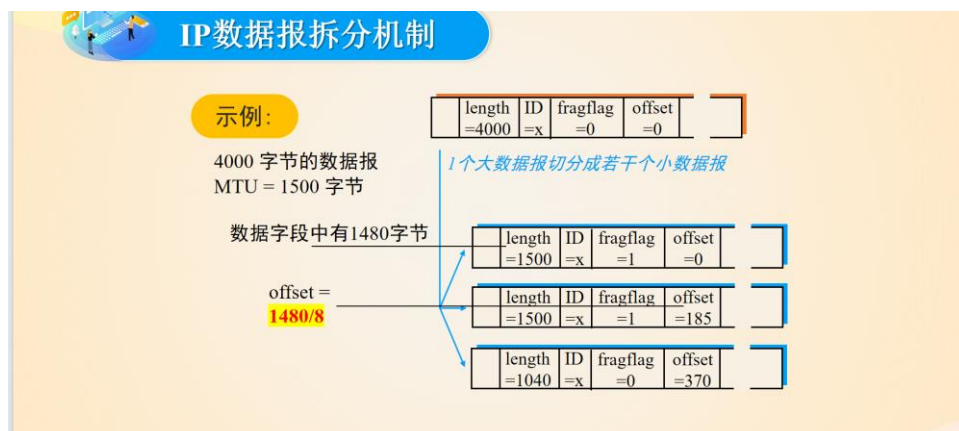 IP数据报拆分机制
示例:
length ID fragflag offset
=4000 =x =0 =0
4000 字节的数据报
1个大数据报切分成若干个小数据报
MTU = 1500 字节
数据字段中有1480字节
length ID fragflag offset
=1500 =x =1 =0
offset =
1480/8
length ID fragflag offset
=1500 =x =1 =185
length ID fragflag offset
=1040 =x =0 =370